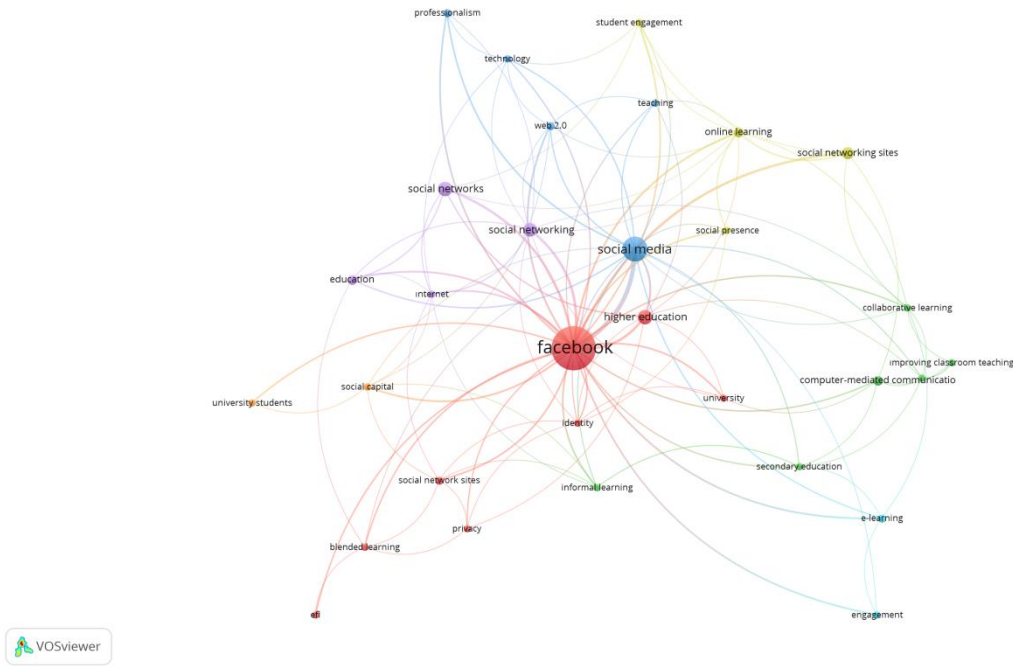 professionalism
student engagement
technology
teaching
web 2.0
online learning
social networking sites
social networks
social networking
social presence
social media
education
internet
collaborative learning
higher education
facebook
improving classroom teaching
computer-mediated communicatio
social capital
university students
university
identity
secondary education
social network sites
informal learning
e-learning
privacy
blended learning
efl
engagement
VOSviewer